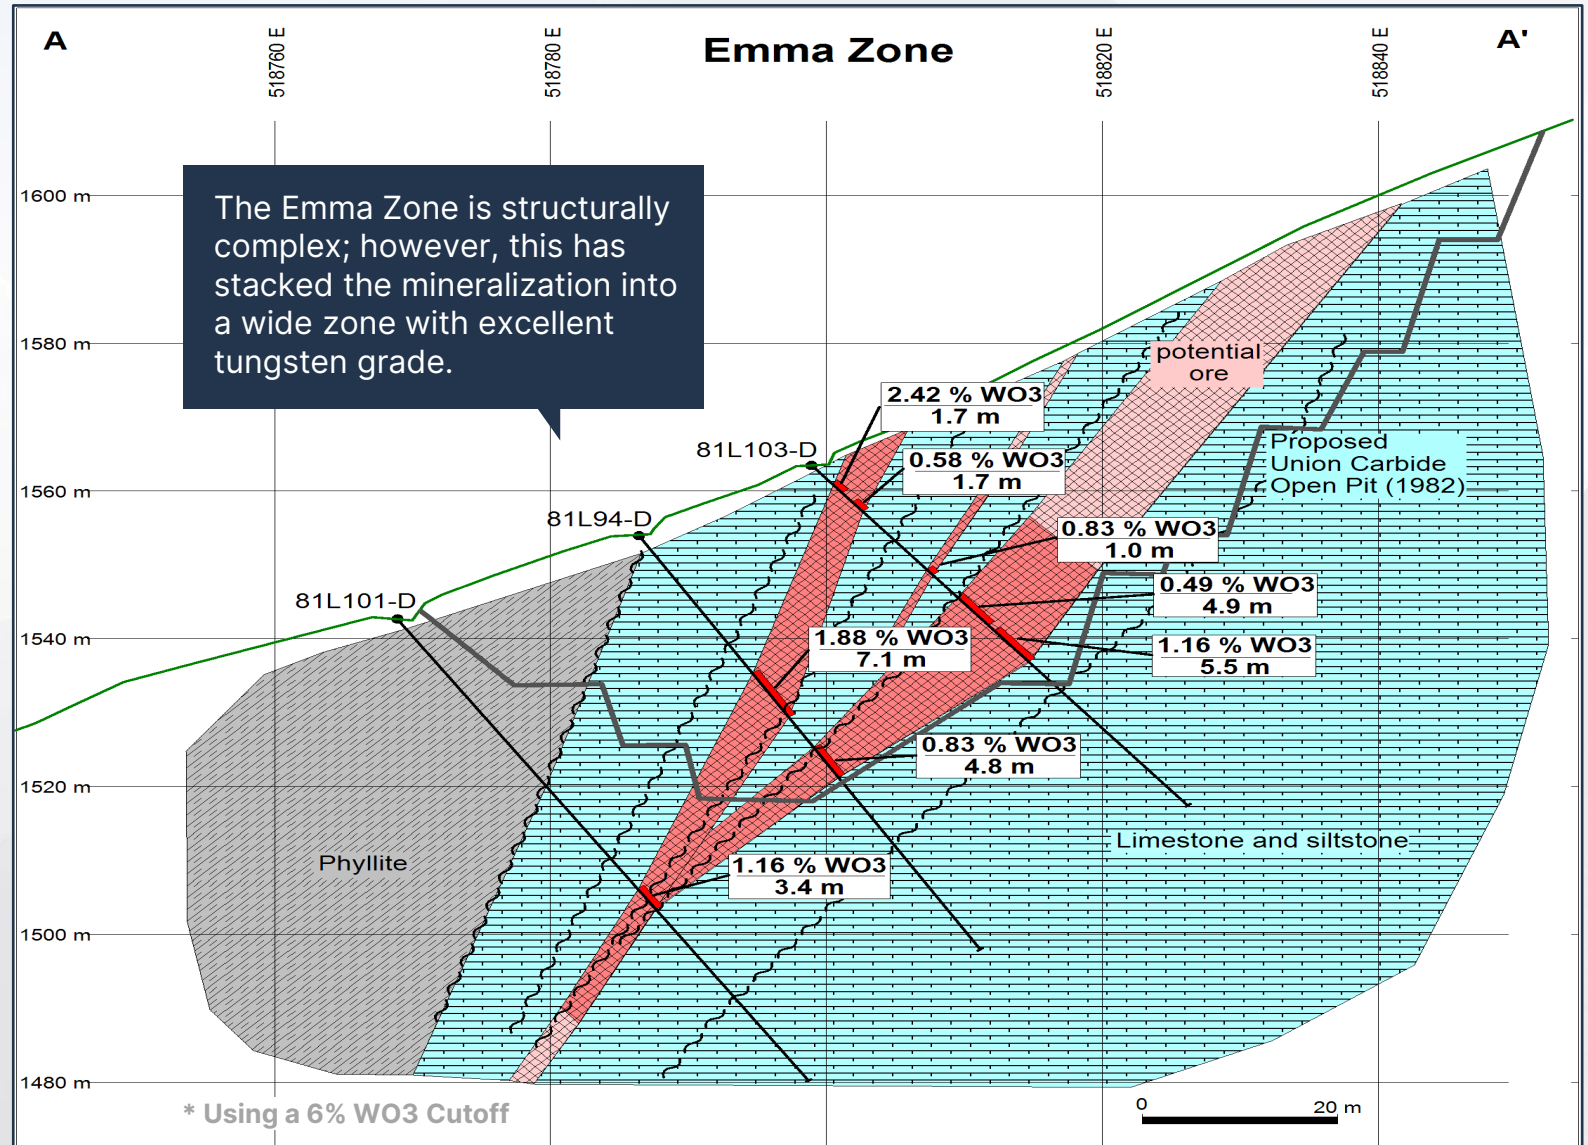 A
518760 E
518780 E
Emma Zone
518820 E
518840 E
A'
1600 m
The Emma Zone is structurally
complex; however, this has
stacked the mineralization into
a wide zone with excellent
tungsten grade.
1580 m
potential
ore
2.42 % WO3
1.7 m
81L103-D
0.58 % WO3
1.7 m
Proposed
Union Carbide
Open Pit (1982)
1560 m
81L94-D
0.83 % WO3
1.0 m
0.49 % WO3
4.9 m
81L101-D
1540 m
1.88 % WO3
7.1 m
1.16 % WO3
5.5 m
0.83 % WO3
4.8 m
1520 m
Limestone and siltstone
Phyllite
1.16 % WO3
3.4 m
1500 m
1480 m
* Using a 6% WO3 Cutoff
0 20 m